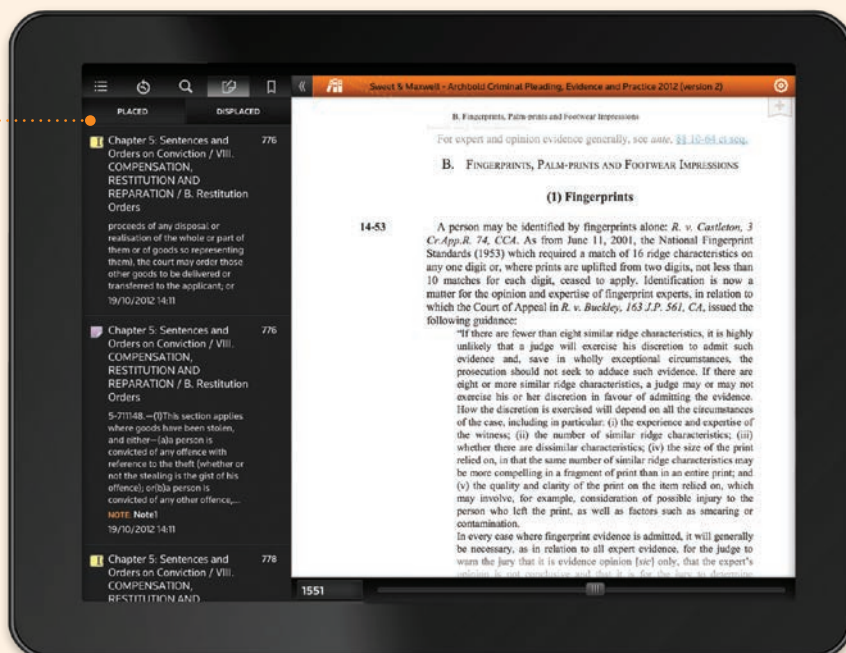 Sweet & Maxwell - Archbold Criminal Pleading, Evidence and Practice 2012 (version 2)
PLACED
DISPLACED
Chapter 5: Sentences and 776
Orders on Conviction / VIII.
COMPENSATION,
RESTITUTION AND
REPARATION / B. Restitution
Orders
proceeds of any disposal or
realisation of the whole or part of
them or of goods so representing
them), the court may order those
other goods to be delivered or
transferred to the applicant; or
19/10/2012 14:11
Chapter 5: Sentences and 776
Orders on Conviction / VIII.
COMPENSATION,
RESTITUTION AND
REPARATION / B. Restitution
Orders
5-711148.—(1)This section applies
where goods have been stolen,
and either—(a)a person is
convicted of any offence with
reference to the theft (whether or
not the stealing is the gist of his
offence); or(b)a person is
convicted of any other offence,...
NOTE Note1
19/10/2012 14:11
Chapter 5: Sentences and 778
Orders on Conviction / VIII.
COMPENSATION,
RESTITUTION AND
B. Fingerprints, Palm-prints and Footwear Impressions
For expert and opinion evidence generally, see ante, §§ 10-64 et seq.
B. FINGERPRINTS, PALM-PRINTS AND FOOTWEAR IMPRESSIONS
(1) Fingerprints
14-53 A person may be identified by fingerprints alone: R. v. Castleton, 3
Cr.App.R. 74, CCA. As from June 11, 2001, the National Fingerprint
Standards (1953) which required a match of 16 ridge characteristics on
any one digit or, where prints are uplifted from two digits, not less than
10 matches for each digit, ceased to apply. Identification is now a
matter for the opinion and expertise of fingerprint experts, in relation to
which the Court of Appeal in R. v. Buckley, 163 J.P. 561, CA, issued the
following guidance:
"If there are fewer than eight similar ridge characteristics, it is highly
unlikely that a judge will exercise his discretion to admit such
evidence and, save in wholly exceptional circumstances, the
prosecution should not seek to adduce such evidence. If there are
eight or more similar ridge characteristics, a judge may or may not
exercise his or her discretion in favour of admitting the evidence.
How the discretion is exercised will depend on all the circumstances
of the case, including in particular: (i) the experience and expertise of
the witness; (ii) the number of similar ridge characteristics; (iii)
whether there are dissimilar characteristics; (iv) the size of the print
relied on, in that the same number of similar ridge characteristics may
be more compelling in a fragment of print than in an entire print; and
(v) the quality and clarity of the print on the item relied on, which
may involve, for example, consideration of possible injury to the
person who left the print, as well as factors such as smearing or
contamination.
In every case where fingerprint evidence is admitted, it will generally
be necessary, as in relation to all expert evidence, for the judge to
warn the jury that it is evidence opinion [sic] only, that the expert's
opinion is not conclusive and that it is for the jury to determine
1551